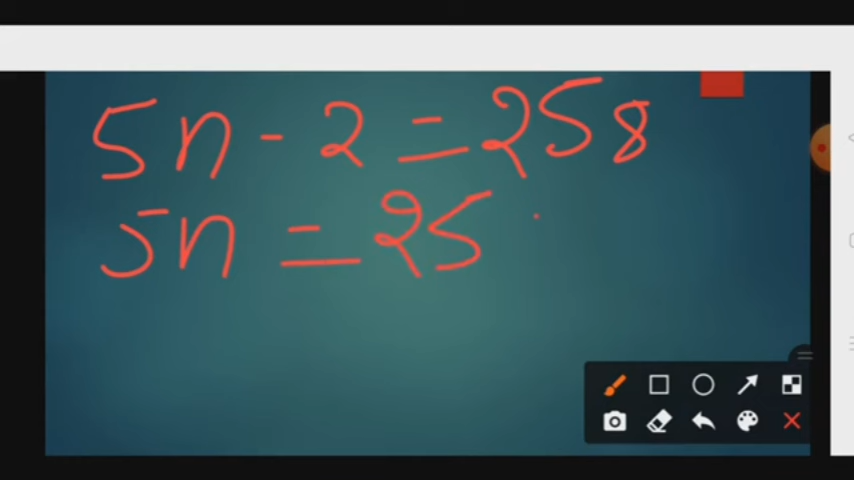 5n - 2 = 258
5n = 25